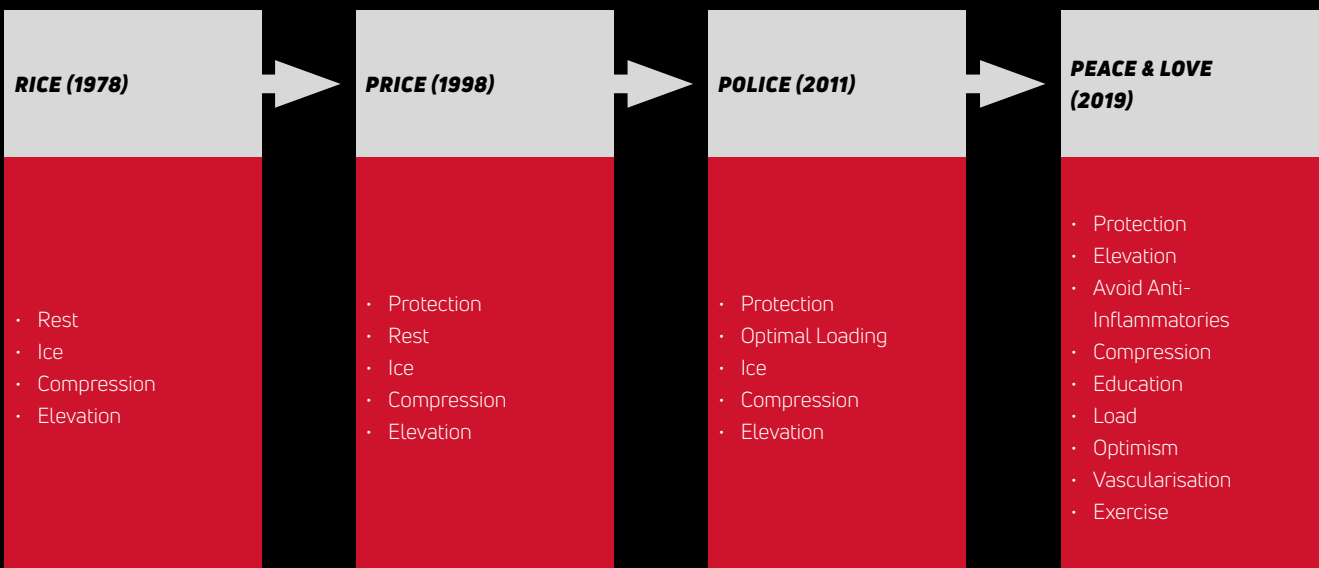 RICE (1978)
• Rest
• Ice
• Compression
• Elevation
PRICE (1998)
• Protection
• Rest
• Ice
• Compression
• Elevation
POLICE (2011)
• Protection
• Optimal Loading
• Ice
• Compression
• Elevation
PEACE & LOVE
(2019)
• Protection
• Elevation
• Avoid Anti-
Inflammatories
• Compression
• Education
• Load
• Optimism
• Vascularisation
• Exercise